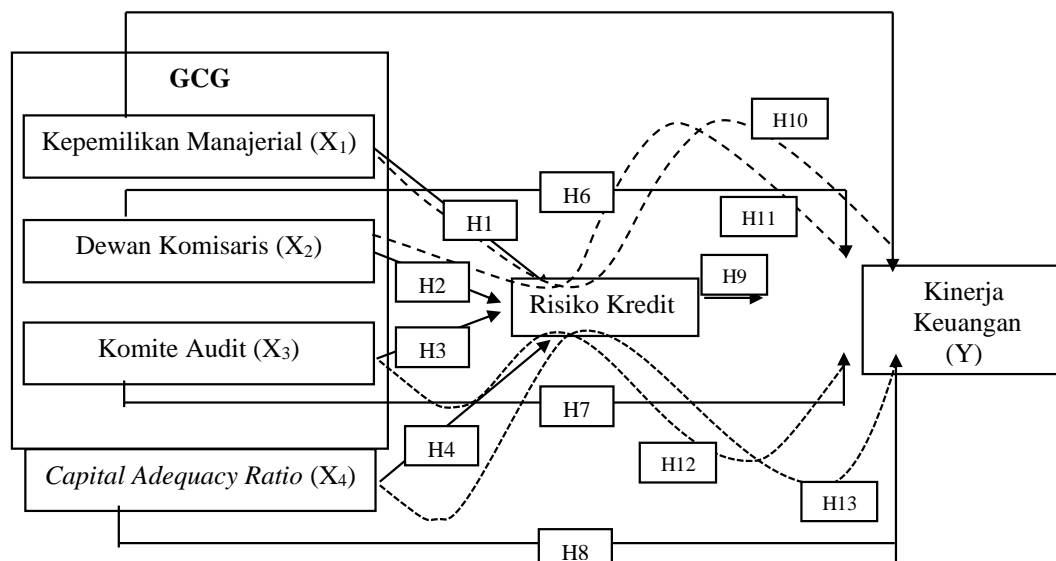 GCG
Kepemilikan Manajerial (X1)
H10
H6
H11
H1
Dewan Komisaris (X2)
H2
H9
Risiko Kredit
Kinerja
Keuangan
(Y)
Komite Audit (X3)
H3
H7
H4
H12
Capital Adequacy Ratio (X4)
H13
H8